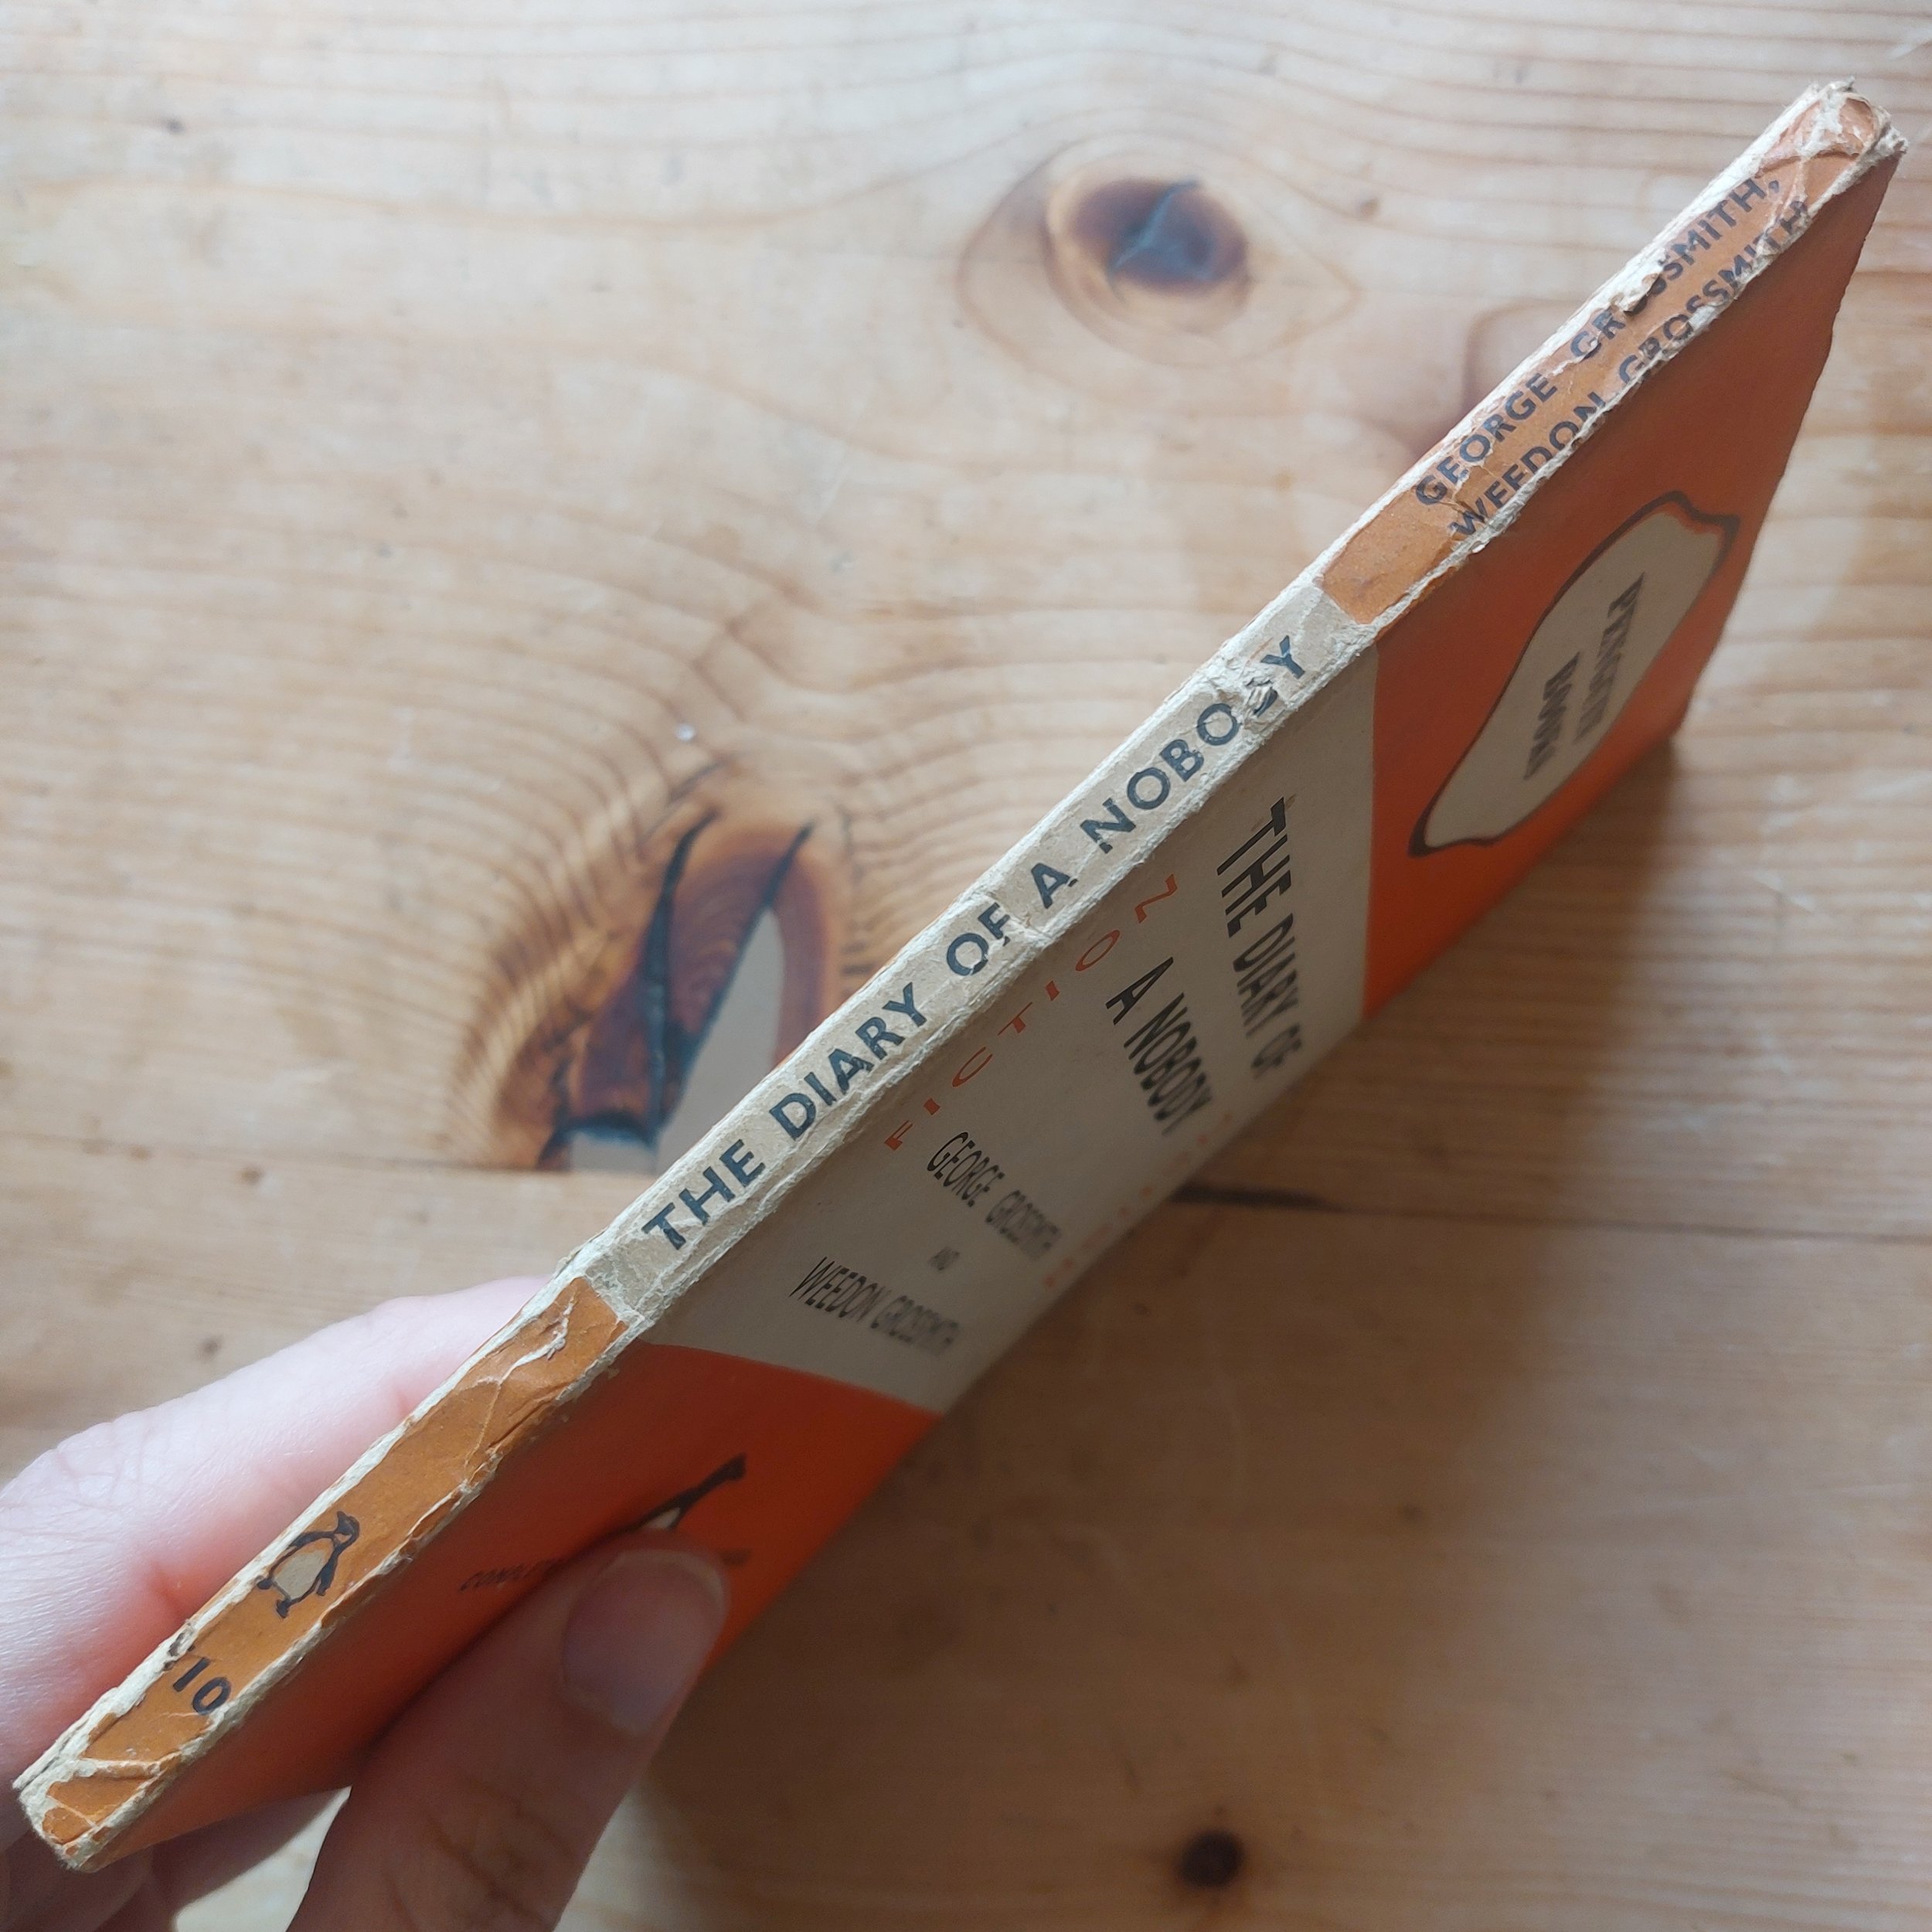 GEORGE GROSSMITH,
WEEDON GROSSMITH
THE DIARY OF A NOBODY
510
PENGUIN
BOOKS
THE DIARY OF
A NOBODY
FICTION
GEORGE GROSSMITH
AND
WEEDON GROSSMITH